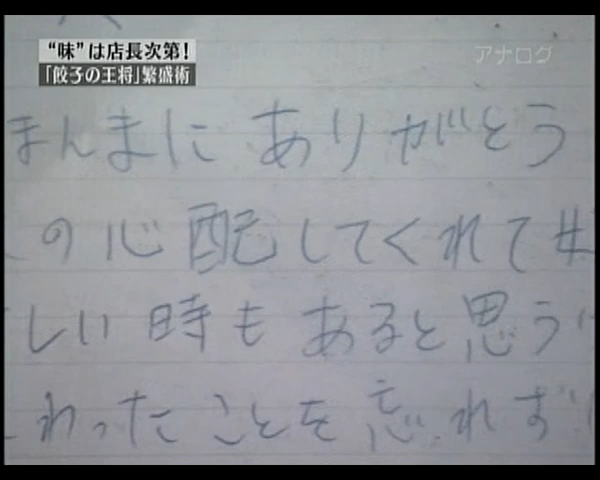 “味”は店長次第!
「餃子の王将」繁盛術
アナログ
ほんまに ありがとう
の心配してくれて
しい時もあると思う
わったことを忘れず